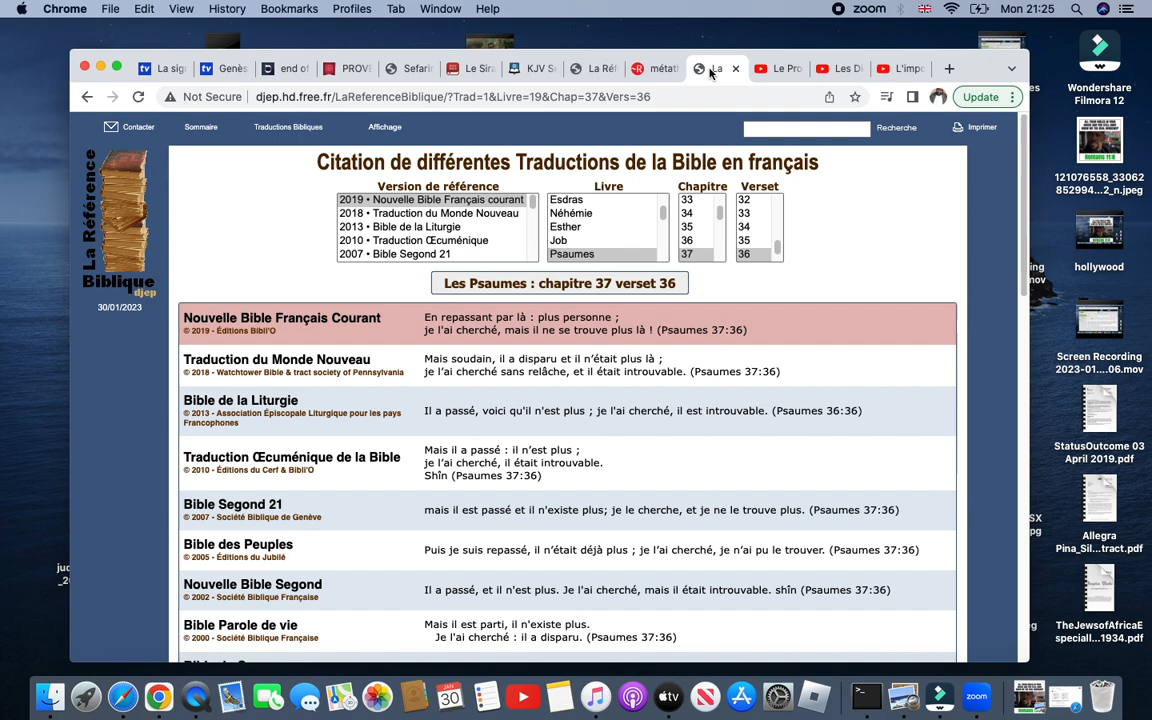 Chrome File Edit View History Bookmarks Profiles Tab Window Help zoom Mon 21:25
La sig Genès end of PROVE Sefari Le Sira KJV S La Réf métath La Le Pro Les Di L'impo
Not Secure djep.hd.free.fr/LaReferenceBiblique/?Trad=1&Livre=19&Chap=37&Vers=36 Update
Contacter Sommaire Traductions Bibliques Affichage Recherche Imprimer
La Référence
Biblique
djep
30/01/2023
Citation de différentes Traductions de la Bible en français
Version de référence Livre Chapitre Verset
2019 • Nouvelle Bible Français courant Esdras 33 32
2018 • Traduction du Monde Nouveau Néhémie 34 33
2013 • Bible de la Liturgie Esther 35 34
2010 • Traduction Œcuménique Job 36 35
2007 • Bible Segond 21 Psaumes 37 36
Les Psaumes : chapitre 37 verset 36
Nouvelle Bible Français Courant
© 2019 - Éditions Bibli'O
En repassant par là : plus personne ;
je l'ai cherché, mais il ne se trouve plus là ! (Psaumes 37:36)
Traduction du Monde Nouveau
© 2018 - Watchtower Bible & tract society of Pennsylvania
Mais soudain, il a disparu et il n’était plus là ;
je l’ai cherché sans relâche, et il était introuvable. (Psaumes 37:36)
Bible de la Liturgie
© 2013 - Association Épiscopale Liturgique pour les pays
Francophones
Il a passé, voici qu'il n'est plus ; je l'ai cherché, il est introuvable. (Psaumes 36:36)
Traduction Œcuménique de la Bible
© 2010 - Éditions du Cerf & Bibli'O
Mais il a passé : il n’est plus ;
je l’ai cherché, il était introuvable.
Shîn (Psaumes 37:36)
Bible Segond 21
© 2007 - Société Biblique de Genève
mais il est passé et il n'existe plus; je le cherche, et je ne le trouve plus. (Psaumes 37:36)
Bible des Peuples
© 2005 - Éditions du Jubilé
Puis je suis repassé, il n’était déjà plus ; je l’ai cherché, je n’ai pu le trouver. (Psaumes 37:36)
Nouvelle Bible Segond
© 2002 - Société Biblique Française
Il a passé, et il n'est plus. Je l'ai cherché, mais il était introuvable. shîn (Psaumes 37:36)
Bible Parole de vie
© 2000 - Société Biblique Française
Mais il est parti, il n'existe plus.
Je l'ai cherché : il a disparu. (Psaumes 37:36)
Wondershare
Filmora 12
121076558_33062
852994...2_n.jpeg
hollywood
Screen Recording
2023-01....06.mov
StatusOutcome 03
April 2019.pdf
Allegra
Pina_Sil...tract.pdf
TheJewsofAfricaE
speciall...1934.pdf
JAN
30
tv
zoom